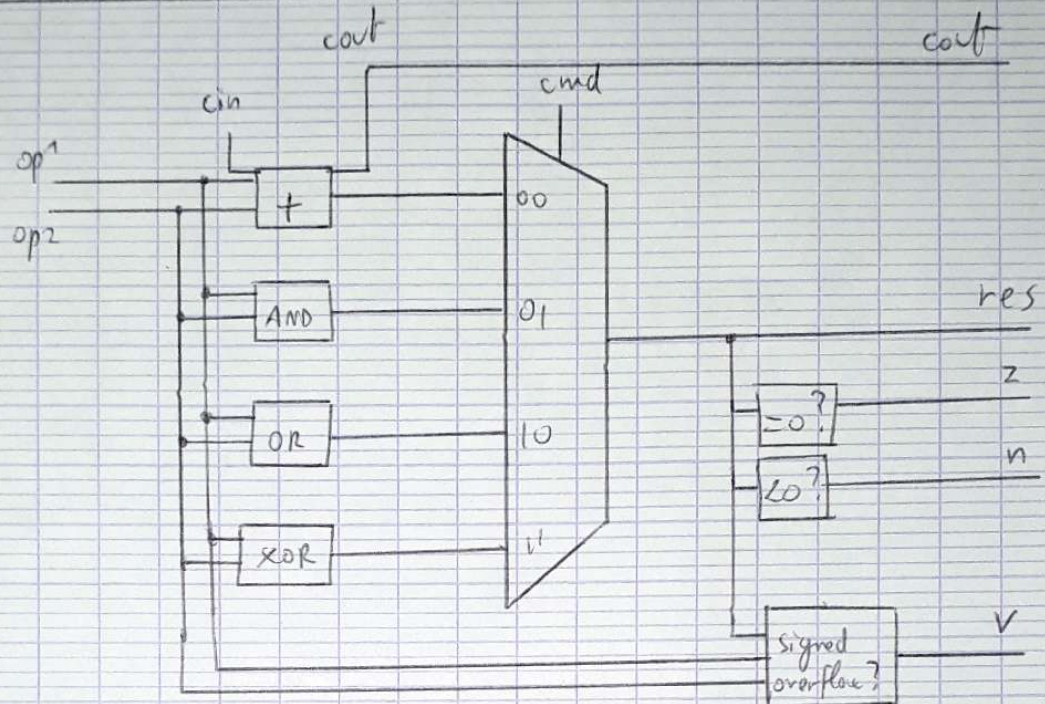 cout
cout
cmd
cin
op1
+
00
op2
AND
01
res
z
=0?
OR
10
n
<0?
XOR
11
V
signed
overflow?